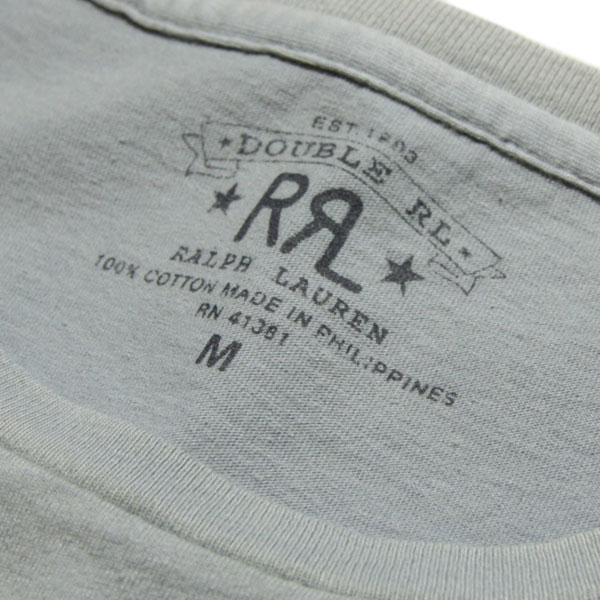 EST. 1993
DOUBLE RL
RRL
RALPH LAUREN
100% COTTON MADE IN PHILIPPINES
RN 41381
M